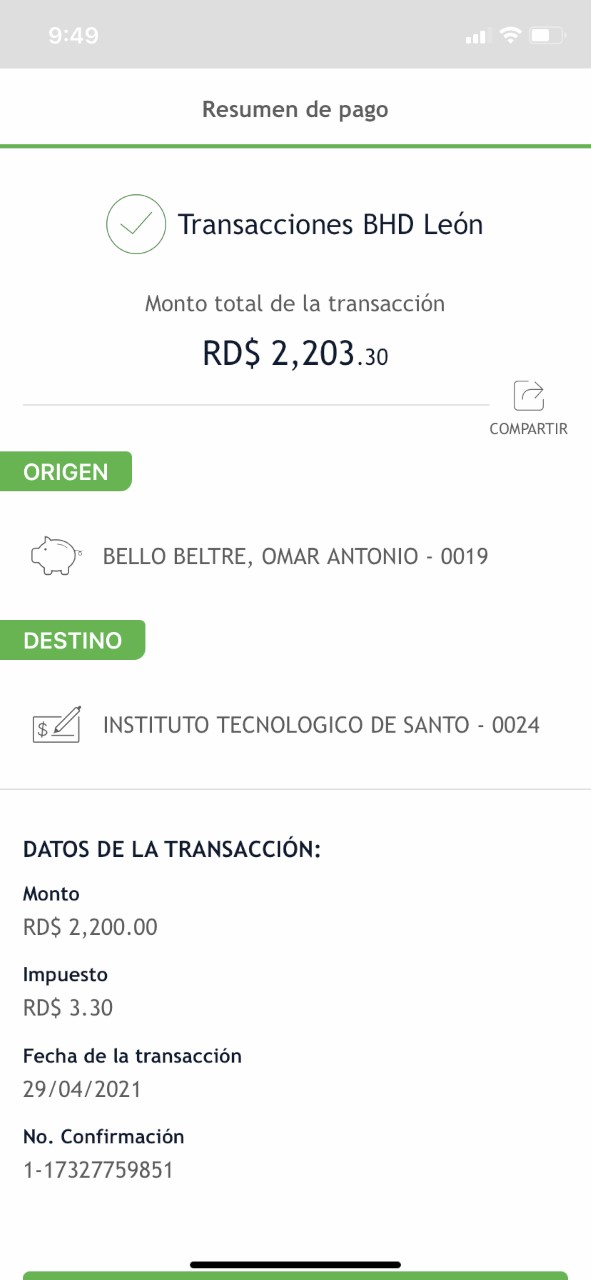 9:49
Resumen de pago
Transacciones BHD León
Monto total de la transacción
RD$ 2,203.30
COMPARTIR
ORIGEN
BELLO BELTRE, OMAR ANTONIO - 0019
DESTINO
$ INSTITUTO TECNOLOGICO DE SANTO - 0024
DATOS DE LA TRANSACCIÓN:
Monto
RD$ 2,200.00
Impuesto
RD$ 3.30
Fecha de la transacción
29/04/2021
No. Confirmación
1-17327759851